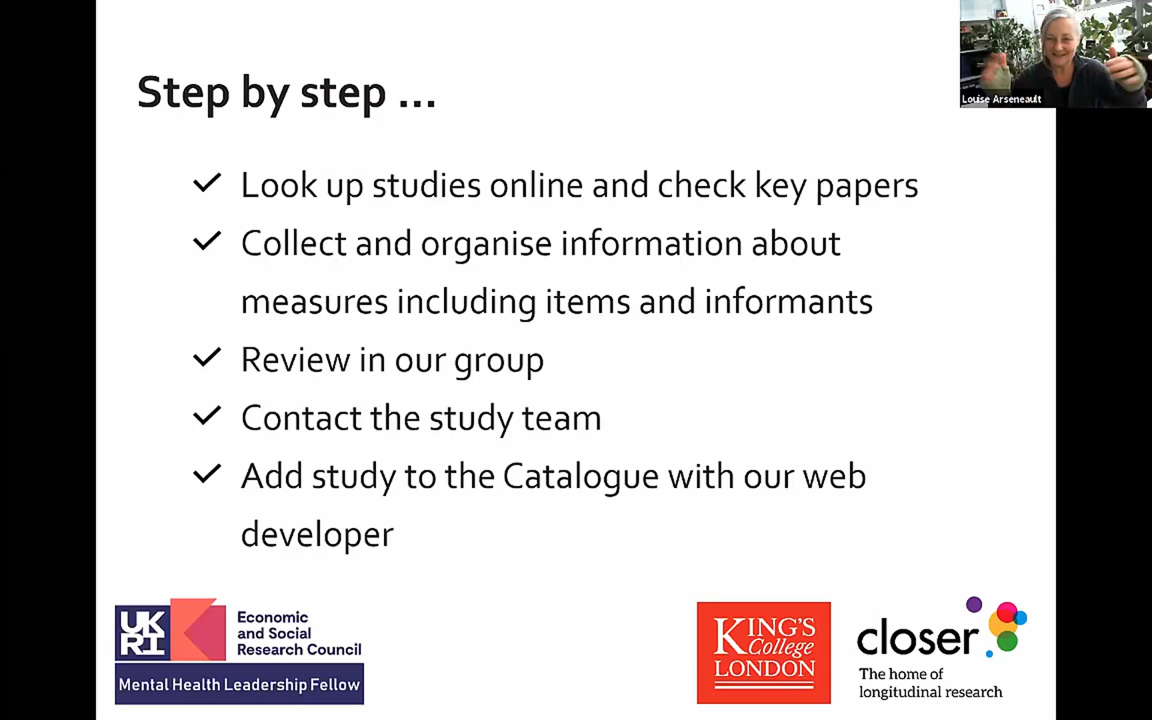 Louise Arseneault
Step by step ...
✓ Look up studies online and check key papers
✓ Collect and organise information about
measures including items and informants
✓ Review in our group
✓ Contact the study team
✓ Add study to the Catalogue with our web
developer
UK
RI
Economic
and Social
Research Council
Mental Health Leadership Fellow
KING'S
College
LONDON
closer
The home of
longitudinal research